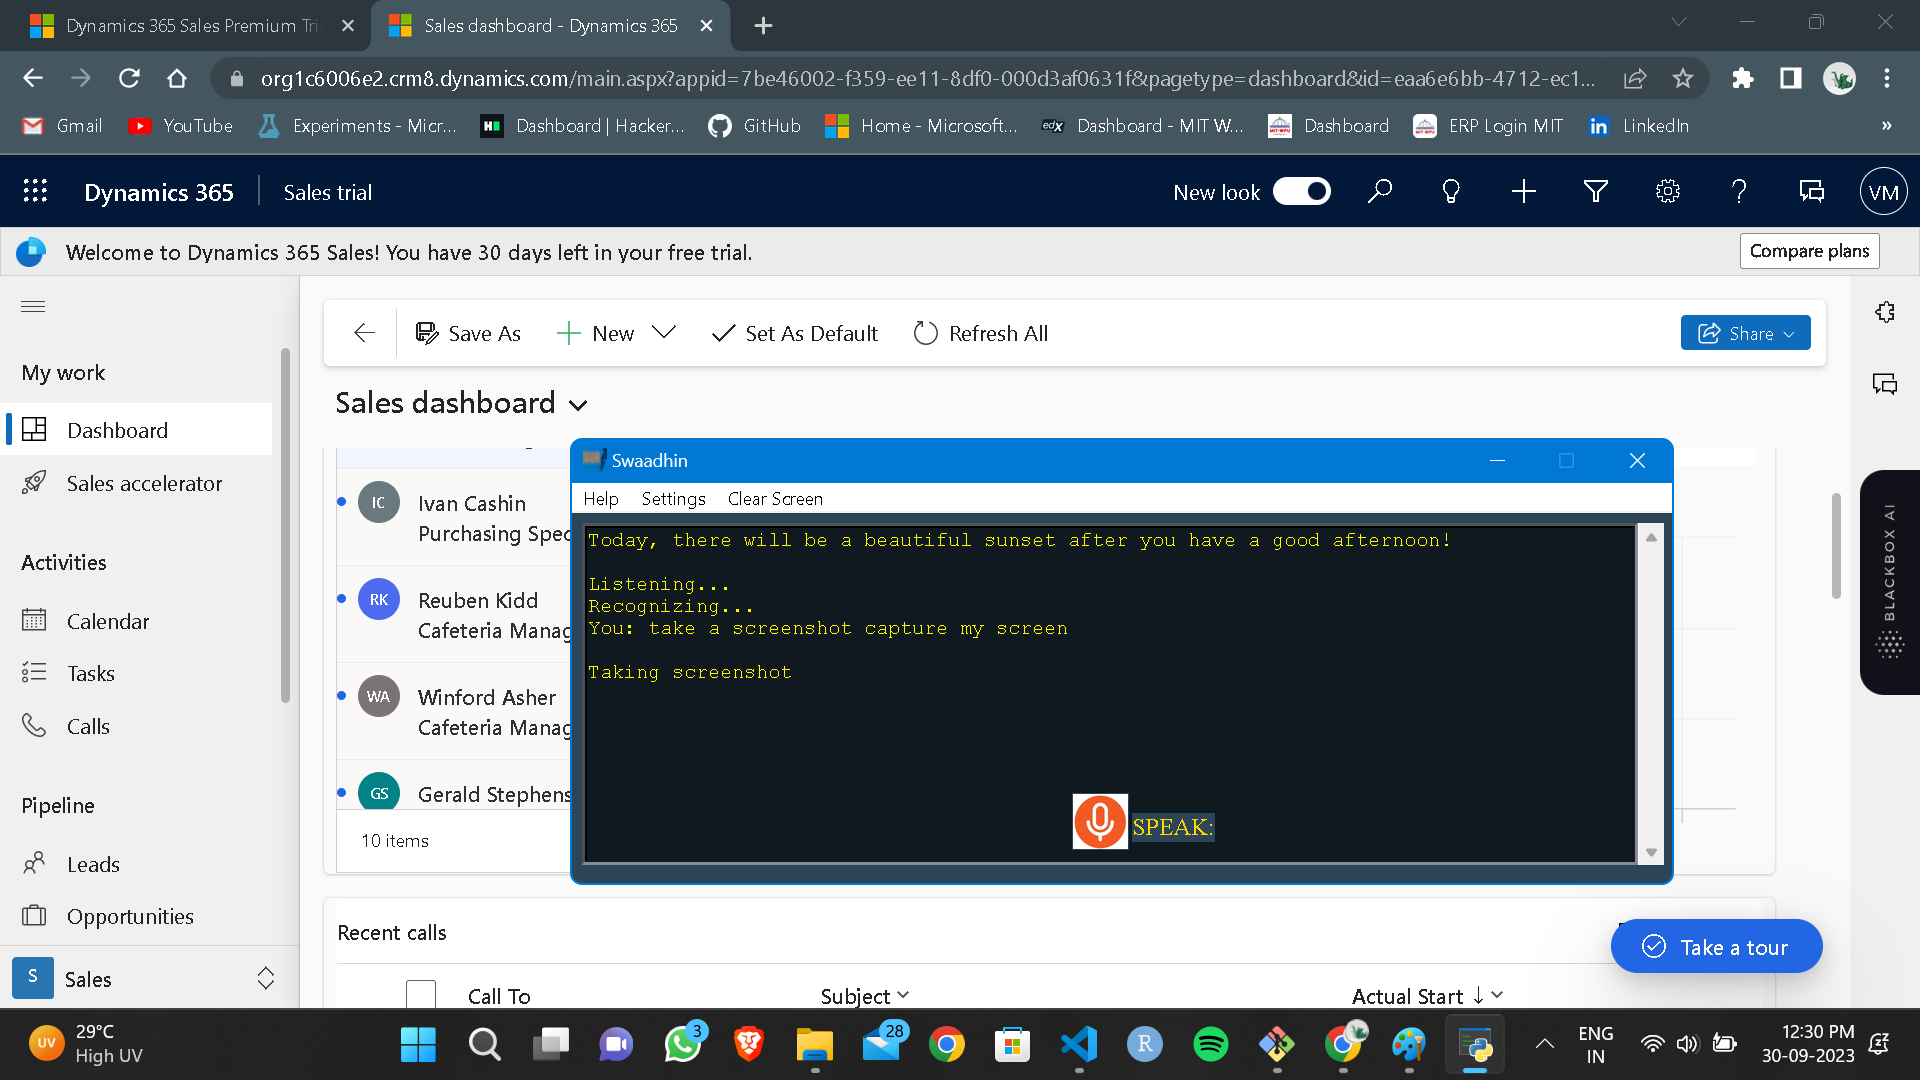 Dynamics 365 Sales Premium Tri
Sales dashboard - Dynamics 365
org1c6006e2.crm8.dynamics.com/main.aspx?appid=7be46002-f359-ee11-8df0-000d3af0631f&pagetype=dashboard&id=eaa6e6bb-4712-ec1...
Gmail
YouTube
Experiments - Micr...
Dashboard | Hacker...
GitHub
Home - Microsoft...
edX
Dashboard - MIT W...
Dashboard
ERP Login MIT
LinkedIn
»
Dynamics 365
Sales trial
New look
VM
Welcome to Dynamics 365 Sales! You have 30 days left in your free trial.
Compare plans
Save As
New
Set As Default
Refresh All
Share
My work
Dashboard
Sales accelerator
Activities
Calendar
Tasks
Calls
Pipeline
Leads
Opportunities
S
Sales
Sales dashboard
IC
Ivan Cashin
Purchasing Spec
RK
Reuben Kidd
Cafeteria Manag
WA
Winford Asher
Cafeteria Manag
GS
Gerald Stephens
10 items
Swaadhin
Help
Settings
Clear Screen
Today, there will be a beautiful sunset after you have a good afternoon!
Listening...
Recognizing...
You: take a screenshot capture my screen
Taking screenshot
SPEAK:
BLACKBOX AI
Recent calls
Take a tour
Call To
Subject
Actual Start
UV
29°C
High UV
3
28
R
ENG
IN
12:30 PM
30-09-2023